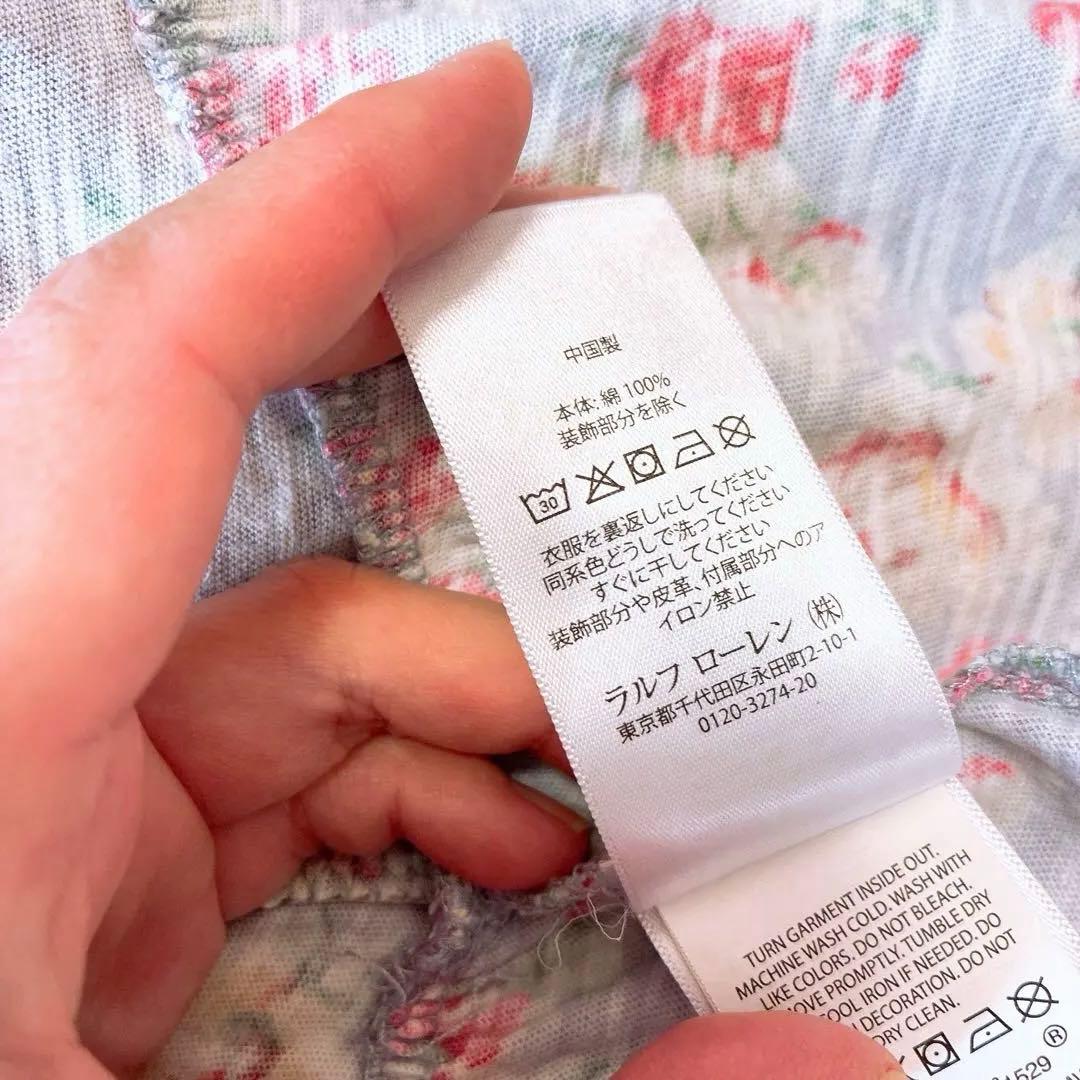 中国製
本体: 綿 100%
装飾部分を除く
30
衣服を裏返しにしてください
同系色どうしで洗ってください
すぐに干してください
装飾部分や皮革、付属部分へのア
イロン禁止
ラルフ ローレン (株)
東京都千代田区永田町2-10-1
0120-3274-20
TURN GARMENT INSIDE OUT.
MACHINE WASH COLD. WASH WITH
LIKE COLORS. DO NOT BLEACH.
PROMPTLY. TUMBLE DRY
IRON IF NEEDED. DO
DECORATION. DO NOT
CLEAN.
1529 ®